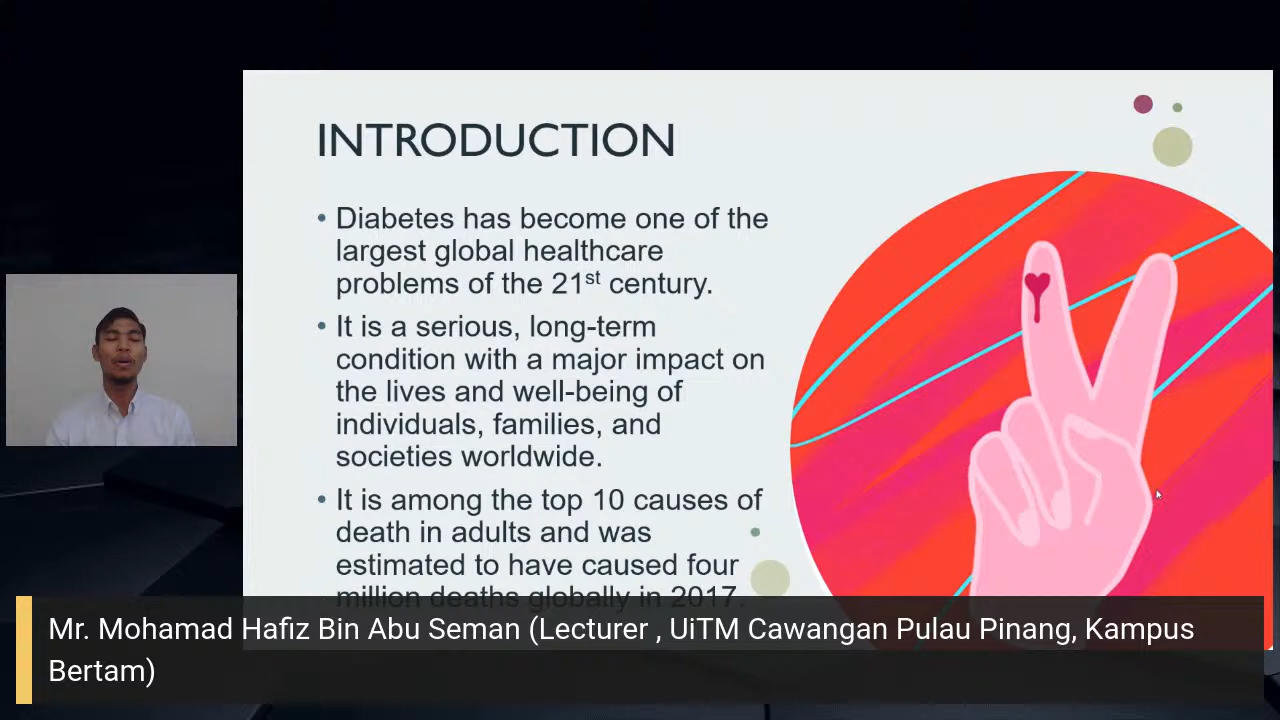 INTRODUCTION
• Diabetes has become one of the
largest global healthcare
problems of the 21st century.
• It is a serious, long-term
condition with a major impact on
the lives and well-being of
individuals, families, and
societies worldwide.
• It is among the top 10 causes of
death in adults and was
estimated to have caused four
million deaths globally in 2017.
Mr. Mohamad Hafiz Bin Abu Seman (Lecturer , UiTM Cawangan Pulau Pinang, Kampus
Bertam)